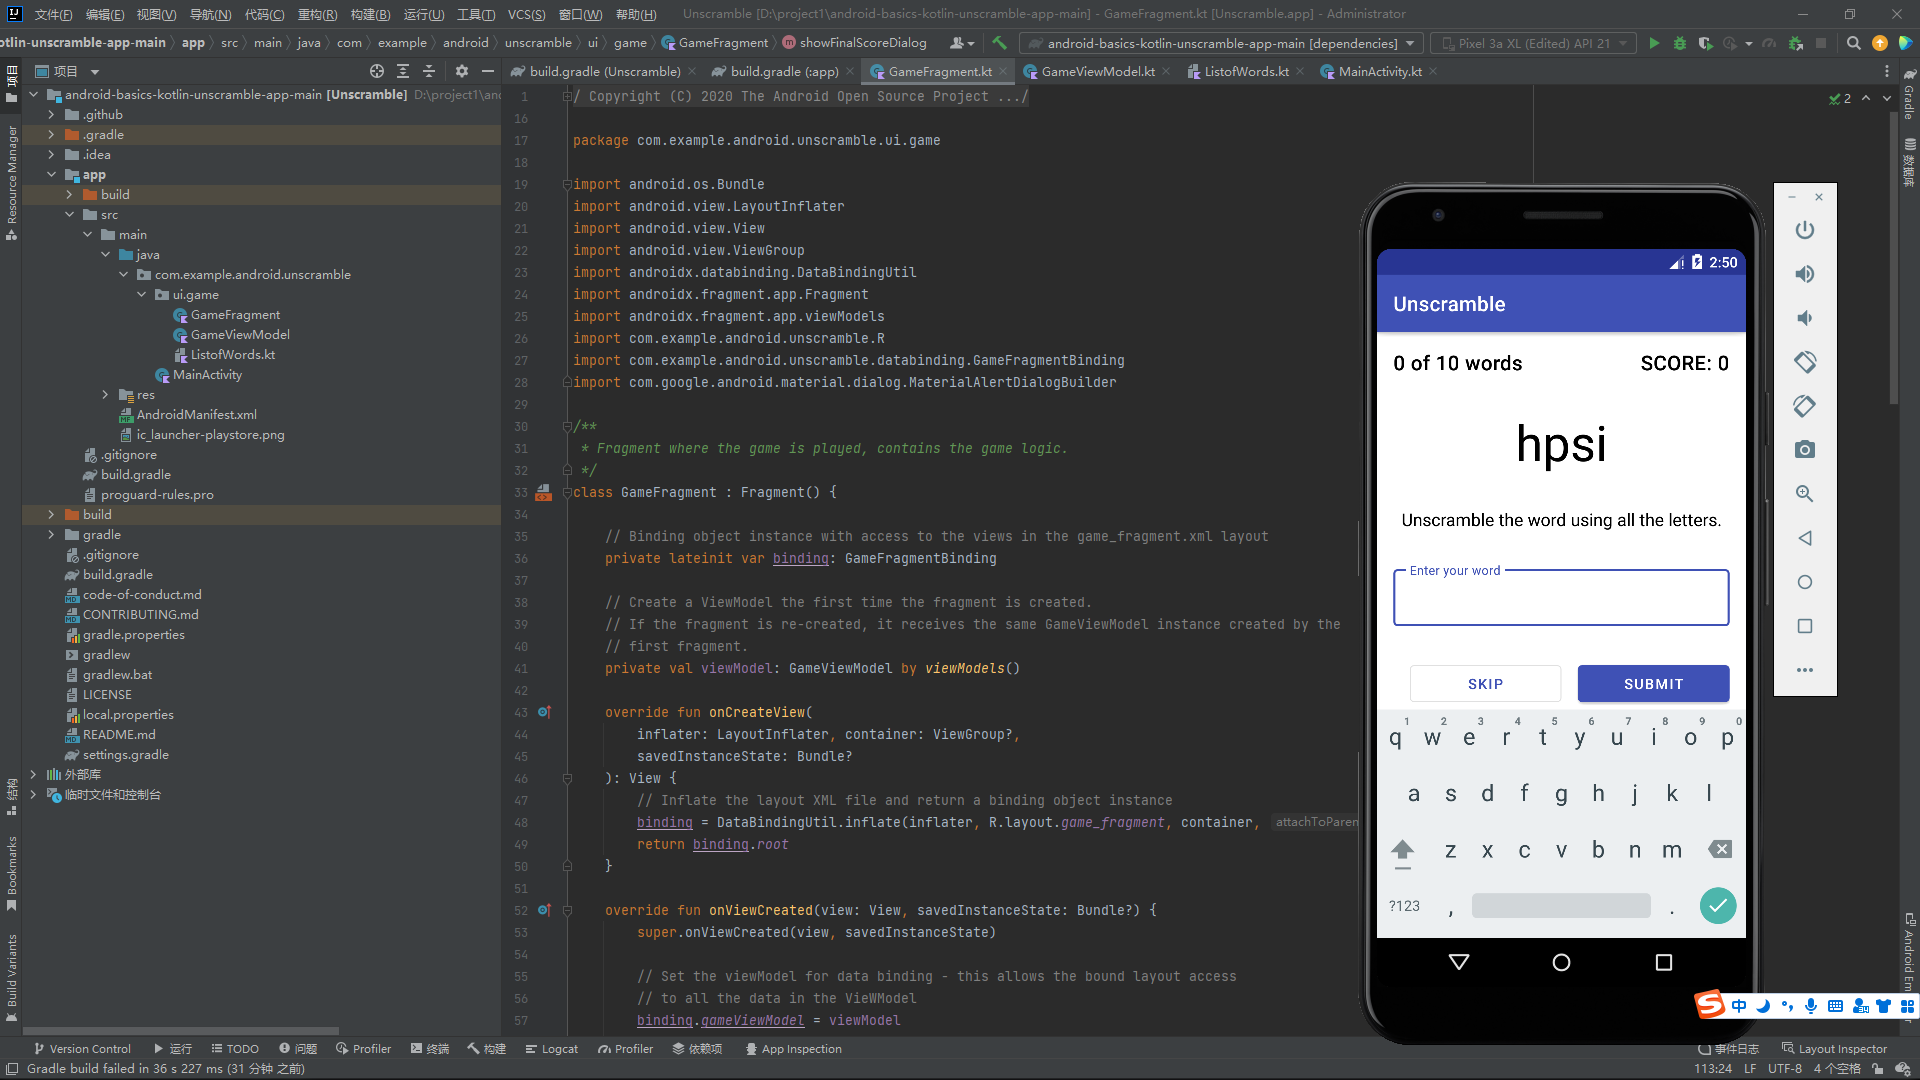 文件(F) 编辑(E) 视图(V) 导航(N) 代码(C) 重构(R) 构建(B) 运行(U) 工具(T) VCS(S) 窗口(W) 帮助(H) Unscramble [D:\project1\android-basics-kotlin-unscramble-app-main] - GameFragment.kt [Unscramble.app] - Administrator
otlin-unscramble-app-main app src main java com example android unscramble ui game GameFragment showFinalScoreDialog android-basics-kotlin-unscramble-app-main [dependencies] Pixel 3a XL (Edited) API 21
项目 build.gradle (Unscramble) build.gradle (:app) GameFragment.kt GameViewModel.kt ListofWords.kt MainActivity.kt
项目
Resource Manager
结构
Bookmarks
Build Variants
android-basics-kotlin-unscramble-app-main [Unscramble] D:\project1\anc
.github
.gradle
.idea
app
build
src
main
java
com.example.android.unscramble
ui.game
GameFragment
GameViewModel
ListofWords.kt
MainActivity
res
AndroidManifest.xml
ic_launcher-playstore.png
.gitignore
build.gradle
proguard-rules.pro
build
gradle
.gitignore
build.gradle
code-of-conduct.md
CONTRIBUTING.md
gradle.properties
gradlew
gradlew.bat
LICENSE
local.properties
README.md
settings.gradle
外部库
临时文件和控制台
1 / Copyright (C) 2020 The Android Open Source Project .../
16
17 package com.example.android.unscramble.ui.game
18
19 import android.os.Bundle
20 import android.view.LayoutInflater
21 import android.view.View
22 import android.view.ViewGroup
23 import androidx.databinding.DataBindingUtil
24 import androidx.fragment.app.Fragment
25 import androidx.fragment.app.viewModels
26 import com.example.android.unscramble.R
27 import com.example.android.unscramble.databinding.GameFragmentBinding
28 import com.google.android.material.dialog.MaterialAlertDialogBuilder
29
30 /**
31 * Fragment where the game is played, contains the game logic.
32 */
33 class GameFragment : Fragment() {
34
35 // Binding object instance with access to the views in the game_fragment.xml layout
36 private lateinit var binding: GameFragmentBinding
37
38 // Create a ViewModel the first time the fragment is created.
39 // If the fragment is re-created, it receives the same GameViewModel instance created by the
40 // first fragment.
41 private val viewModel: GameViewModel by viewModels()
42
43 override fun onCreateView(
44 inflater: LayoutInflater, container: ViewGroup?,
45 savedInstanceState: Bundle?
46 ): View {
47 // Inflate the layout XML file and return a binding object instance
48 binding = DataBindingUtil.inflate(inflater, R.layout.game_fragment, container, attachToParen
49 return binding.root
50 }
51
52 override fun onViewCreated(view: View, savedInstanceState: Bundle?) {
53 super.onViewCreated(view, savedInstanceState)
54
55 // Set the viewModel for data binding - this allows the bound layout access
56 // to all the data in the VieWModel
57 binding.gameViewModel = viewModel
2
2:50
Unscramble
0 of 10 words SCORE: 0
hpsi
Unscramble the word using all the letters.
Enter your word
SKIP SUBMIT
1 2 3 4 5 6 7 8 9 0
q w e r t y u i o p
a s d f g h j k l
z x c v b n m
?123 , .
Gradle
数据库
Android Em
中
Version Control 运行 TODO 问题 Profiler 终端 构建 Logcat Profiler 依赖项 App Inspection 事件日志 Layout Inspector
Gradle build failed in 36 s 227 ms (31 分钟 之前) 113:24 LF UTF-8 4 个空格